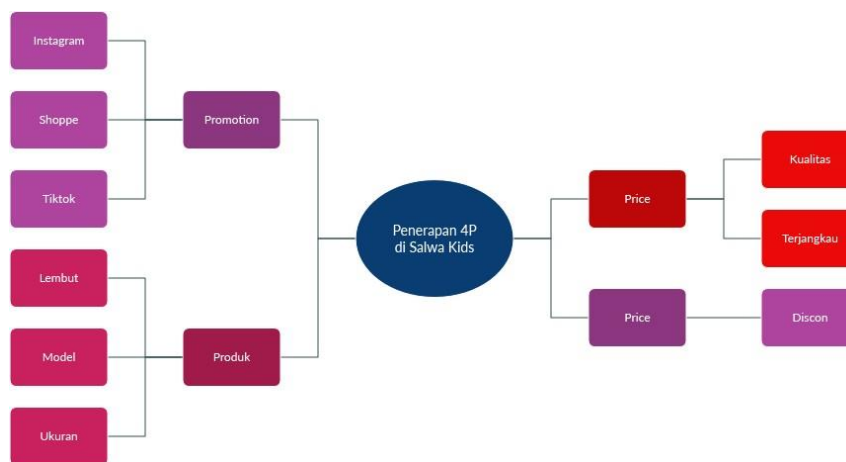 Instagram
Shoppe
Tiktok
Promotion
Lembut
Model
Ukuran
Produk
Penerapan 4P
di Salwa Kids
Price
Kualitas
Terjangkau
Price
Discon